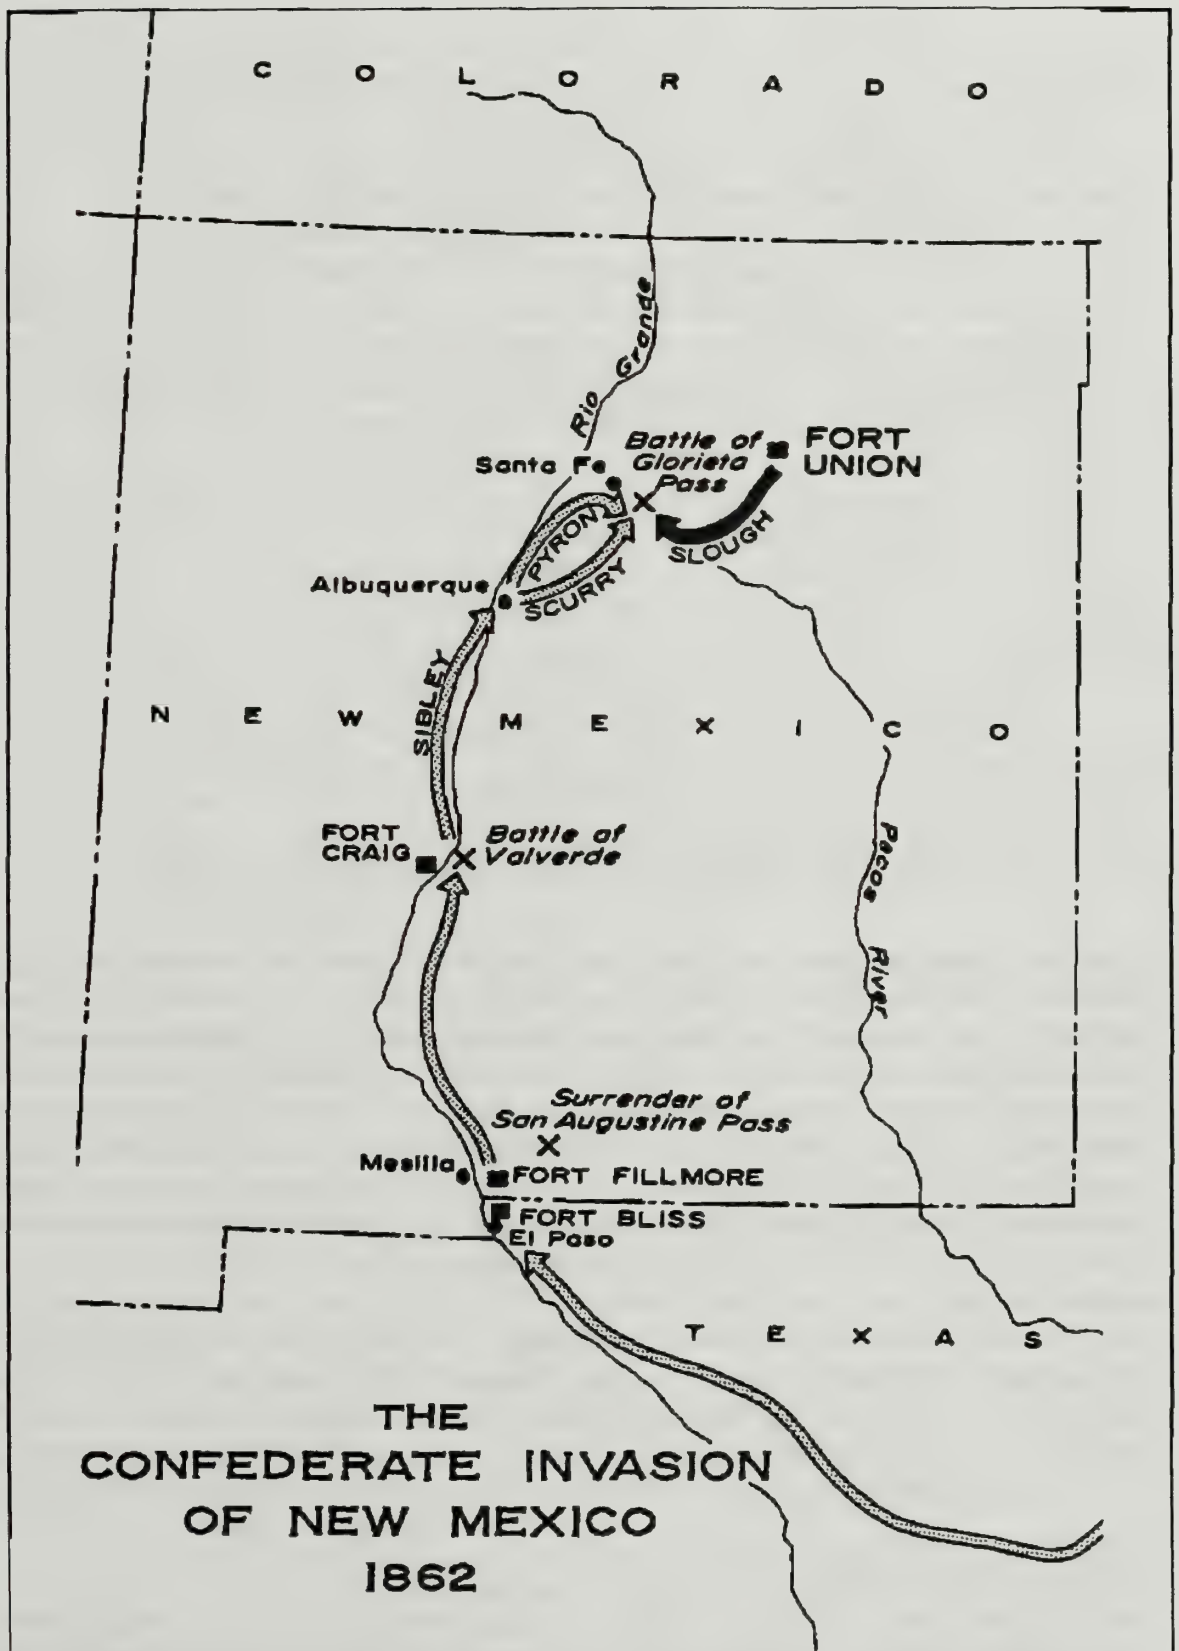 C O L O R A D O
Rio Grande
Battle of
Glorieta
Pass
FORT
UNION
Santa Fe
PYRON
SLOUGH
SCURRY
Albuquerque
SIBLEY
N E W M E X I C O
FORT
CRAIG
Battle of
Valverde
Pecos River
Surrender of
San Augustine Pass
Mesilla
FORT FILLMORE
FORT BLISS
El Paso
T E X A S
THE
CONFEDERATE INVASION
OF NEW MEXICO
1862